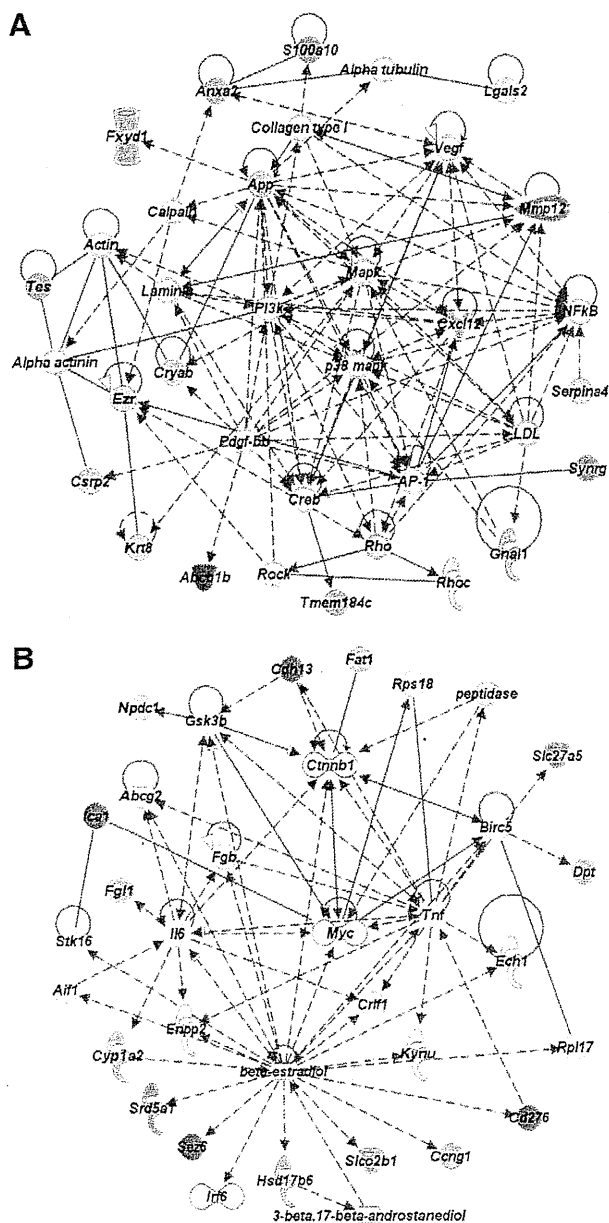 A
S100a10
Alpha tubulin
Anxa2
Lgals2
Fxyd1
Collagen type I
Vegf
App
Mmp12
Calpain
Actin
Mapk
Tes
Laminin
PI3k
Cxcl12
NFkB
Alpha actinin
p38 mapk
Cryab
Serpina4
Ezr
Pdgf-bb
LDL
Csrp2
AP-1
Synrg
Creb
Krt8
Rho
Gnai1
Abcb1b
Rock
Rhoc
Tmem184c
B
Cdh13
Fat1
Rps18
peptidase
Npdc1
Gsk3b
Ctnnb1
Slc27a5
Abcg2
Ica1
Birc5
Fgb
Dpt
Fgl1
Tnf
Il6
Myc
Stk16
Ech1
Aif1
Crlf1
Enpp2
Rpl17
Cyp1a2
Kynu
beta-estradiol
Srd5a1
Cd276
Sez6
Slco2b1
Ccng1
Irf6
Hsd17b6
3-beta,17-beta-androstanediol